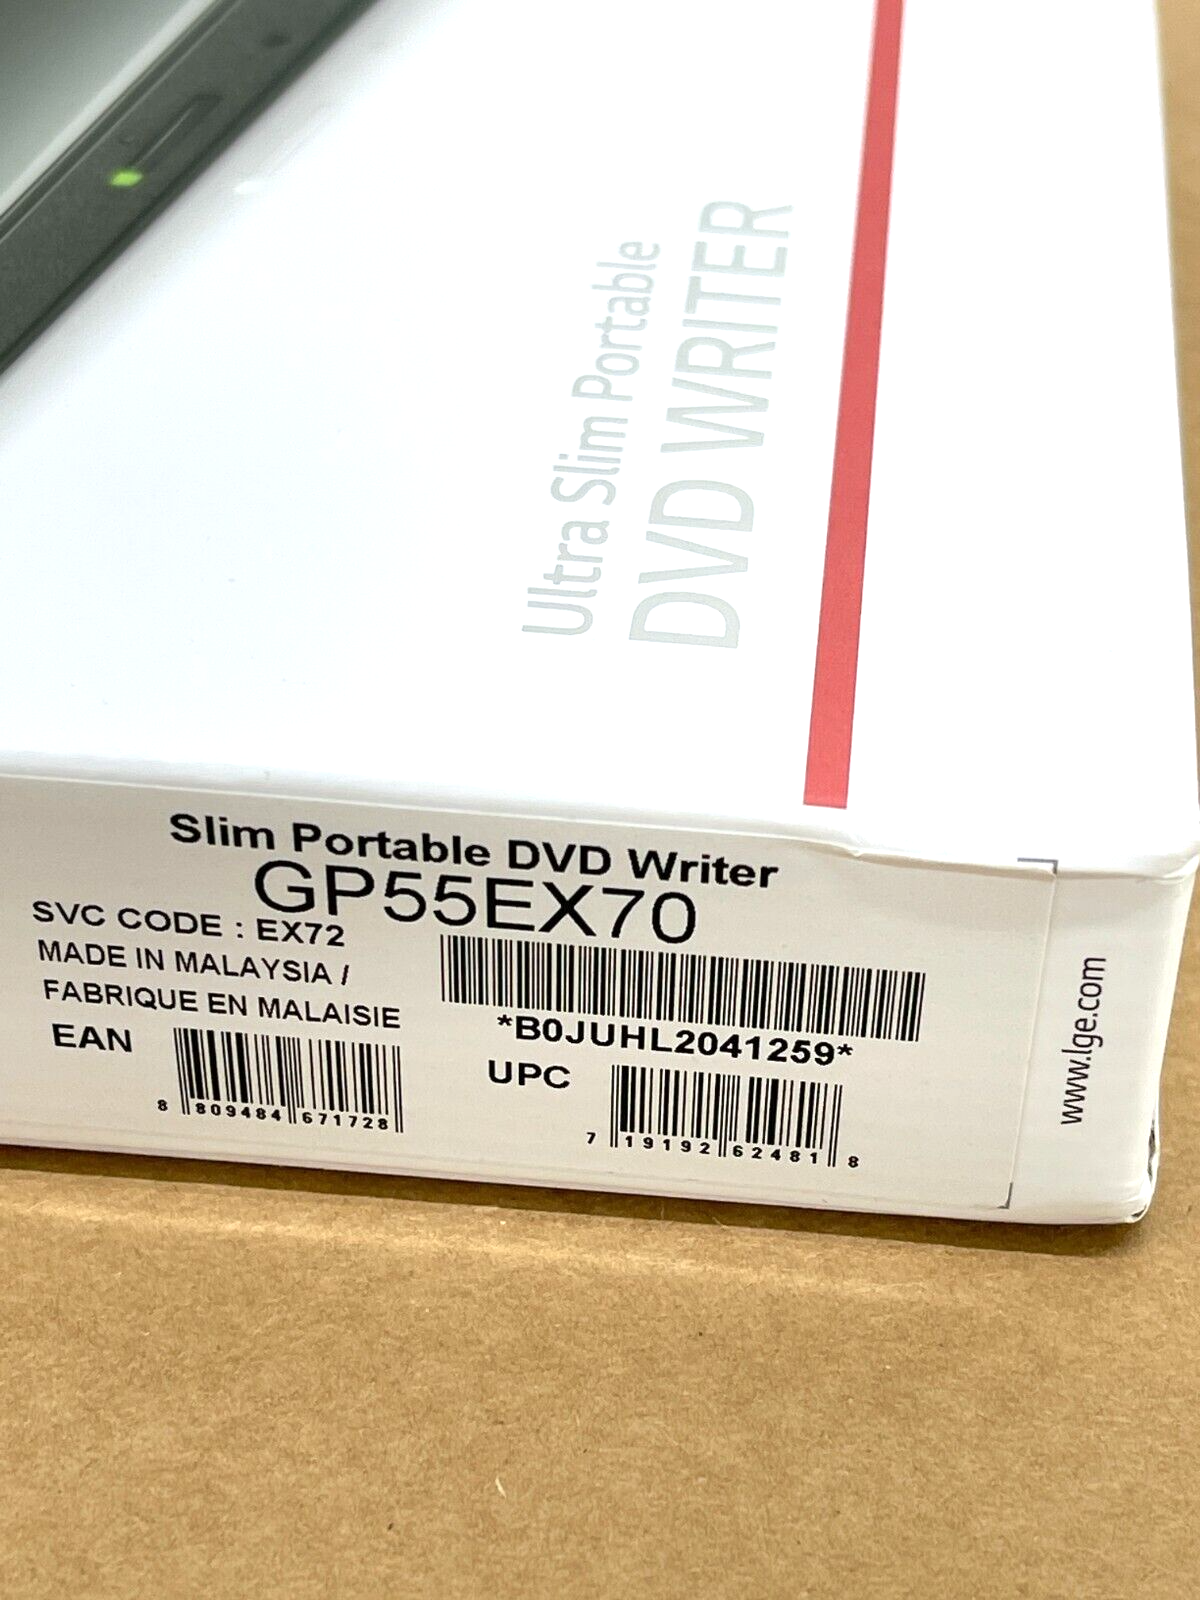 Ultra Slim Portable
DVD WRITER
Slim Portable DVD Writer
GP55EX70
SVC CODE : EX72
MADE IN MALAYSIA /
FABRIQUE EN MALAISIE
*B0JUHL2041259*
EAN
8 809484 671728
UPC
7 19192 62481 8
www.lge.com